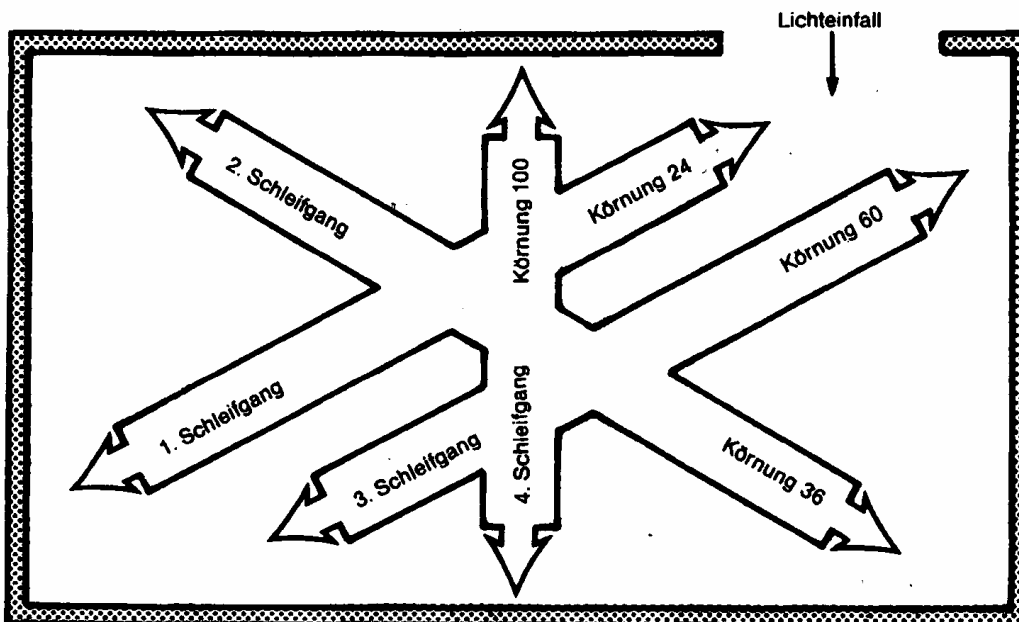 Lichteinfall
2. Schleifgang
Körnung 100
Körnung 24
Körnung 60
1. Schleifgang
3. Schleifgang
4. Schleifgang
Körnung 36